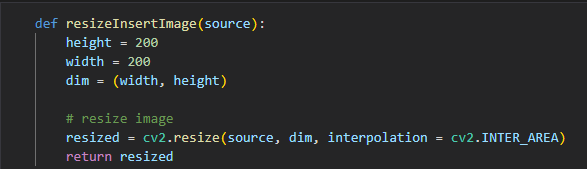 def resizeInsertImage(source):
    height = 200
    width = 200
    dim = (width, height)

    # resize image
    resized = cv2.resize(source, dim, interpolation = cv2.INTER_AREA)
    return resized